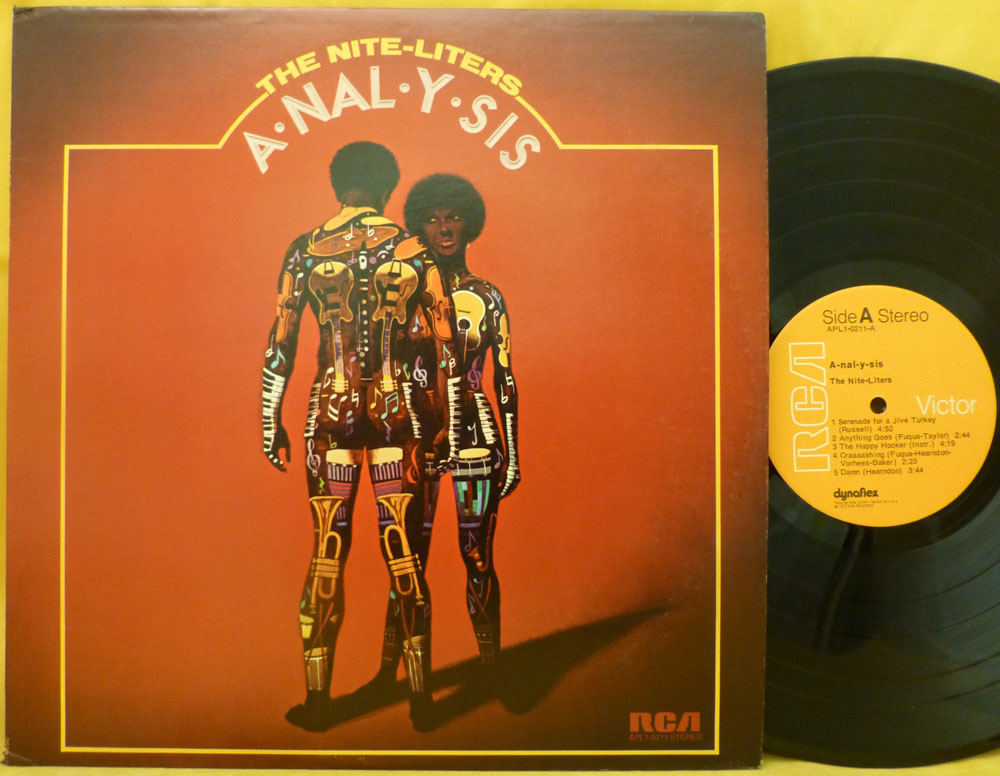 THE NITE-LITERS
A·NAL·Y·SIS
RCA
APL1-0211 STEREO
Side A Stereo
APL1-0211-A
RCA
A-nal-y-sis
The Nite-Liters
Victor
1 Serenade for a Jive Turkey
(Russell) 4:52
2 Anything Goes (Fuqua-Taylor) 2:44
3 The Happy Hooker (Instr.) 4:19
4 Craaaashing (Fuqua-Hearndon-
Vorhees-Baker) 2:23
5 Damn (Hearndon) 3:44
dynaflex